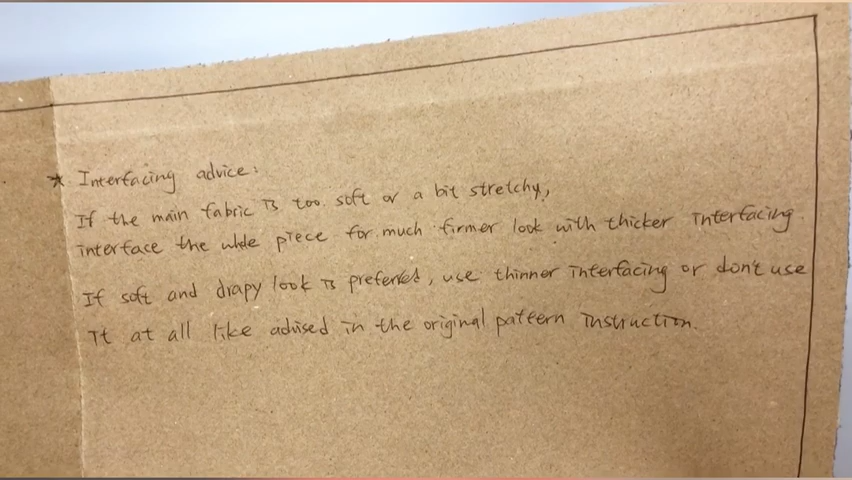 * Interfacing advice:
If the main fabric is too soft or a bit stretchy,
interface the whole piece for much firmer look with thicker interfacing.
If soft and drapy look is preferred, use thinner interfacing or don't use
it at all like advised in the original pattern instruction.